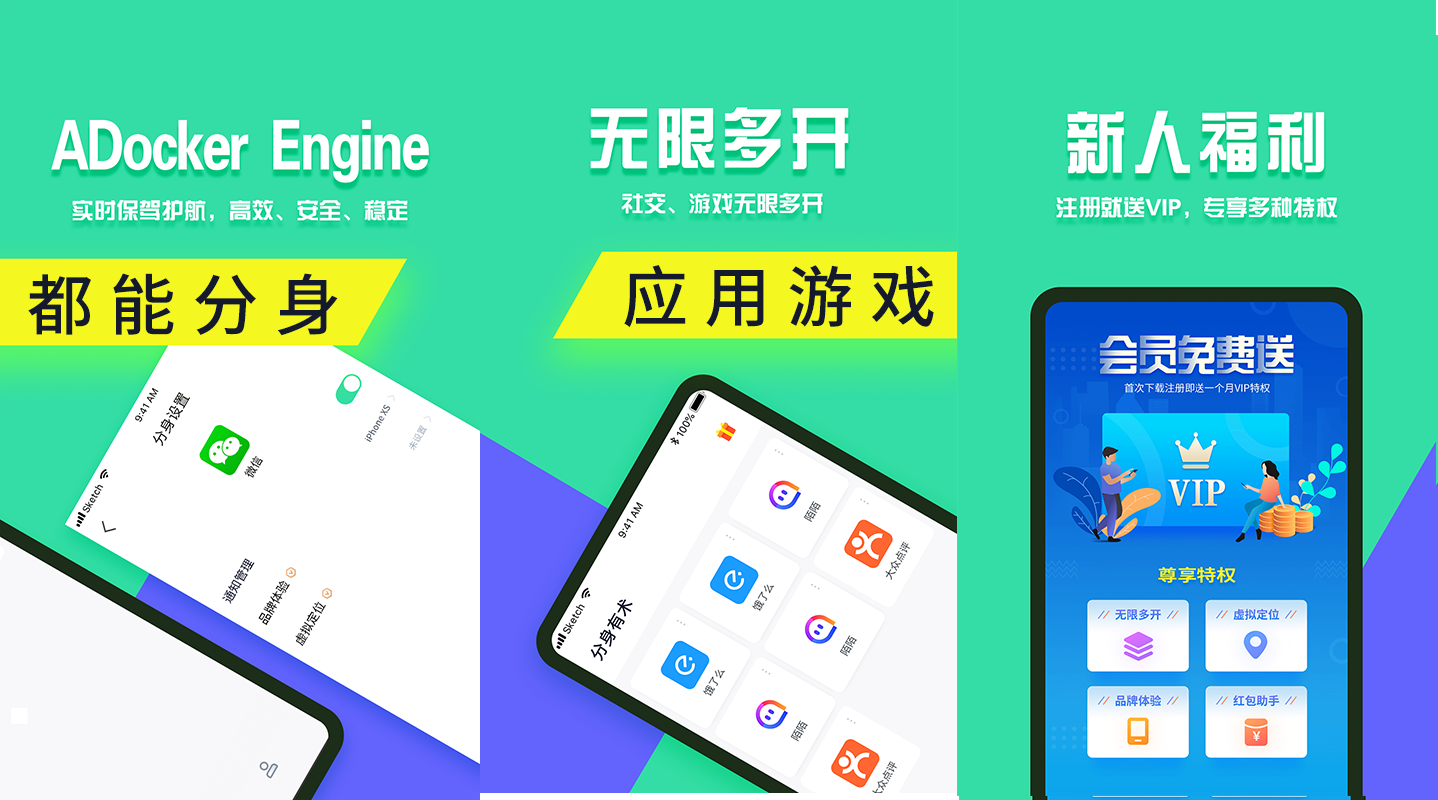 ADocker Engine
实时保驾护航，高效、安全、稳定
都能分身
9:41 AM
Sketch
分身设置
微信
iPhone XS
未设置
通知管理
品牌体验
虚拟定位
无限多开
社交、游戏无限多开
应用游戏
100%
9:41 AM
Sketch
分身有术
陌陌
大众点评
饿了么
陌陌
饿了么
陌陌
大众点评
新人福利
注册就送VIP，专享多种特权
会员免费送
首次下载注册即送一个月VIP特权
VIP
尊享特权
// 无限多开 //
// 虚拟定位 //
// 品牌体验 //
// 红包助手 //
¥